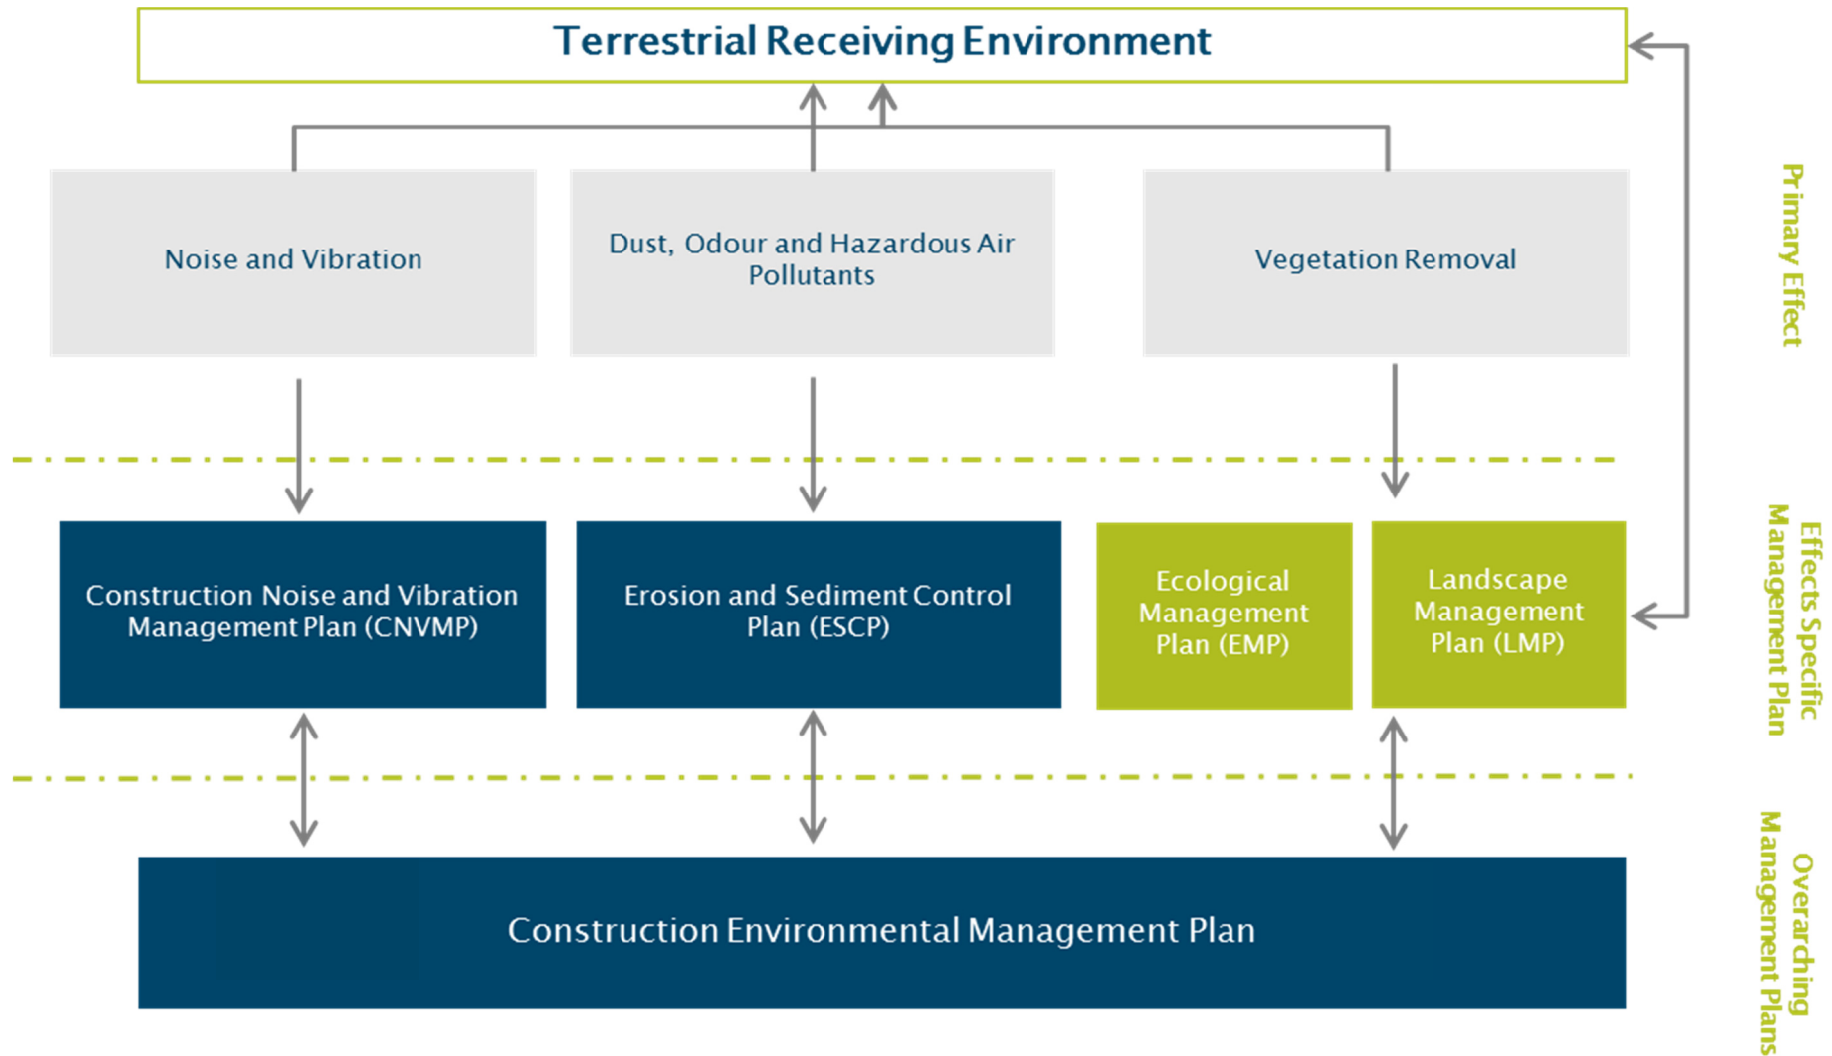 Terrestrial Receiving Environment
Noise and Vibration
Dust, Odour and Hazardous Air
Pollutants
Vegetation Removal
Primary Effect
Construction Noise and Vibration
Management Plan (CNVMP)
Erosion and Sediment Control
Plan (ESCP)
Ecological
Management
Plan (EMP)
Landscape
Management
Plan (LMP)
Effects Specific
Management Plan
Construction Environmental Management Plan
Overarching
Management Plans